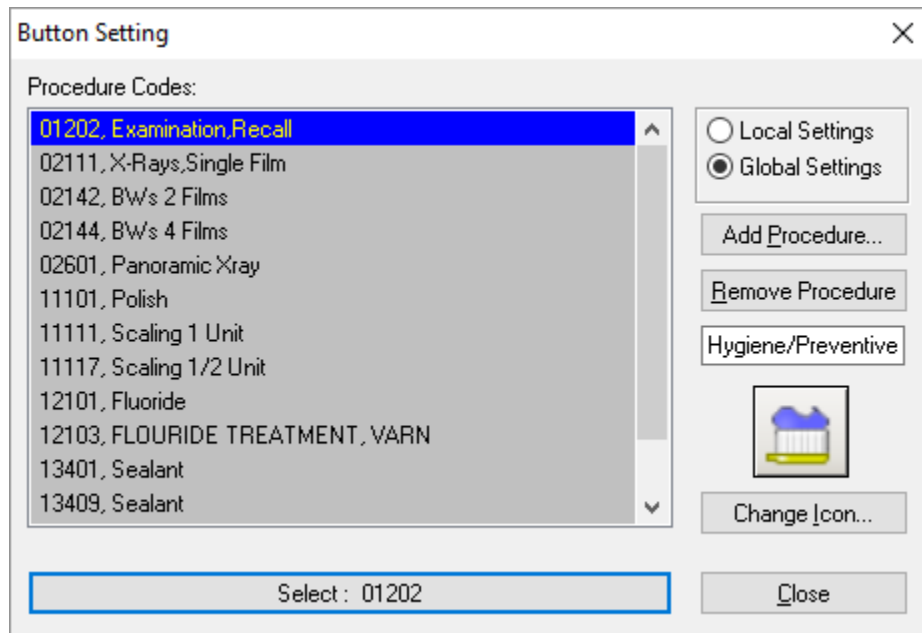 Button Setting
Procedure Codes:
01202, Examination,Recall
02111, X-Rays,Single Film
02142, BWs 2 Films
02144, BWs 4 Films
02601, Panoramic Xray
11101, Polish
11111, Scaling 1 Unit
11117, Scaling 1/2 Unit
12101, Fluoride
12103, FLOURIDE TREATMENT, VARN
13401, Sealant
13409, Sealant
Select : 01202
Local Settings
Global Settings
Add Procedure...
Remove Procedure
Hygiene/Preventive
Change Icon...
Close